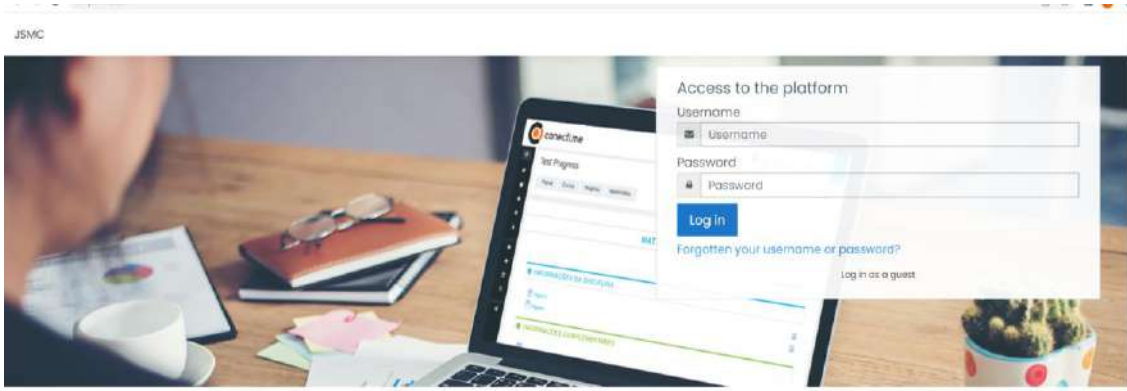 JSMC
Access to the platform
Username
Username
Password
Password
Log in
Forgotten your username or password?
Log in as a guest
conectime
Test Progress